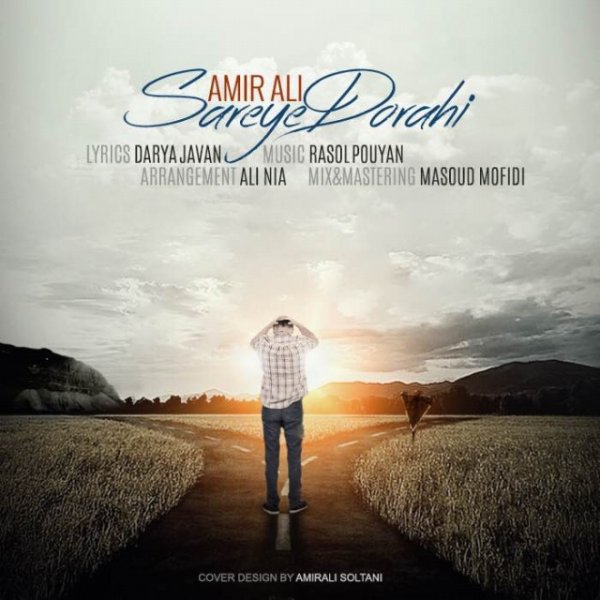 AMIR ALI
Sareye Dorahi
LYRICS DARYA JAVAN MUSIC RASOL POUYAN
ARRANGEMENT ALI NIA MIX&MASTERING MASOUD MOFIDI
COVER DESIGN BY AMIRALI SOLTANI